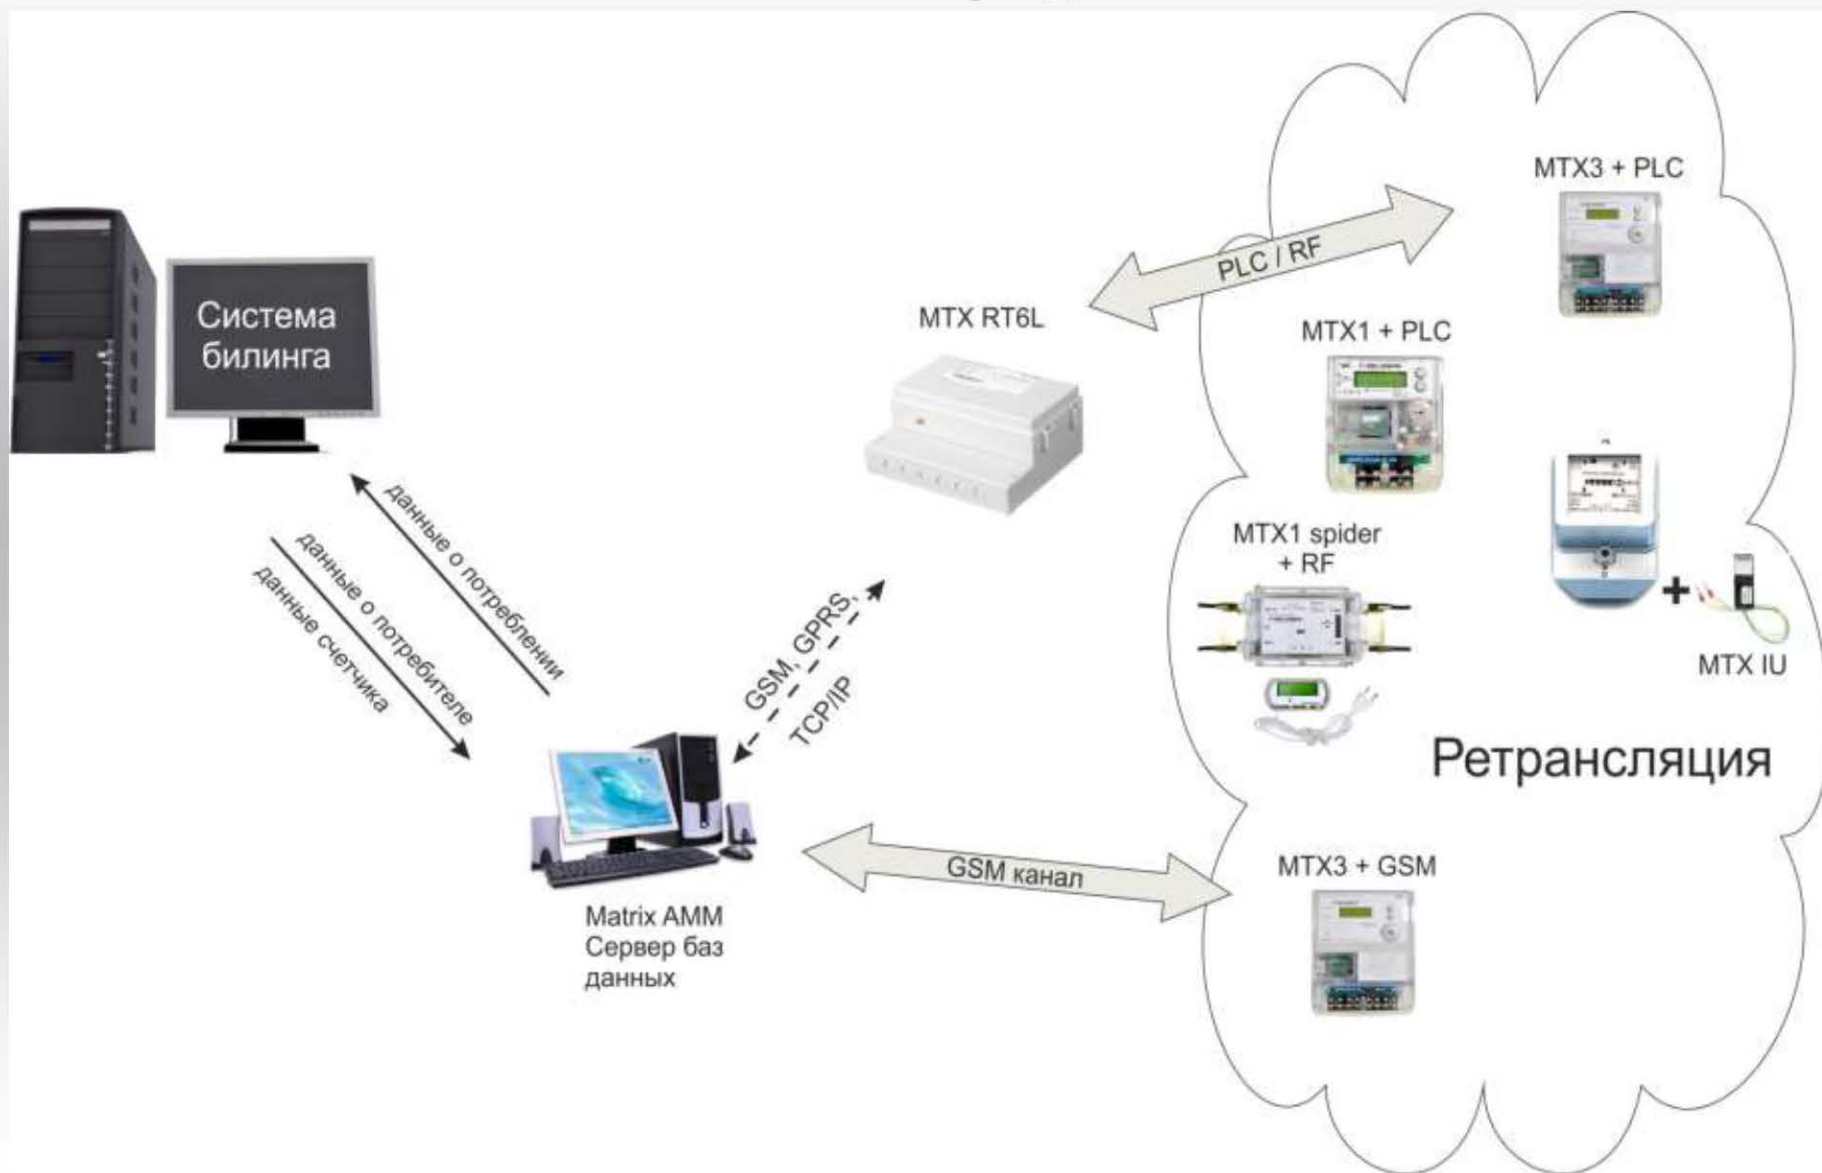 Система
билинга
данные о потреблении
данные о потребителе
данные счетчика
Matrix AMM
Сервер баз
данных
GSM, GPRS,
TCP/IP
MTX RT6L
PLC / RF
GSM канал
MTX3 + PLC
MTX1 + PLC
MTX1 spider
+ RF
+
MTX IU
Ретрансляция
MTX3 + GSM